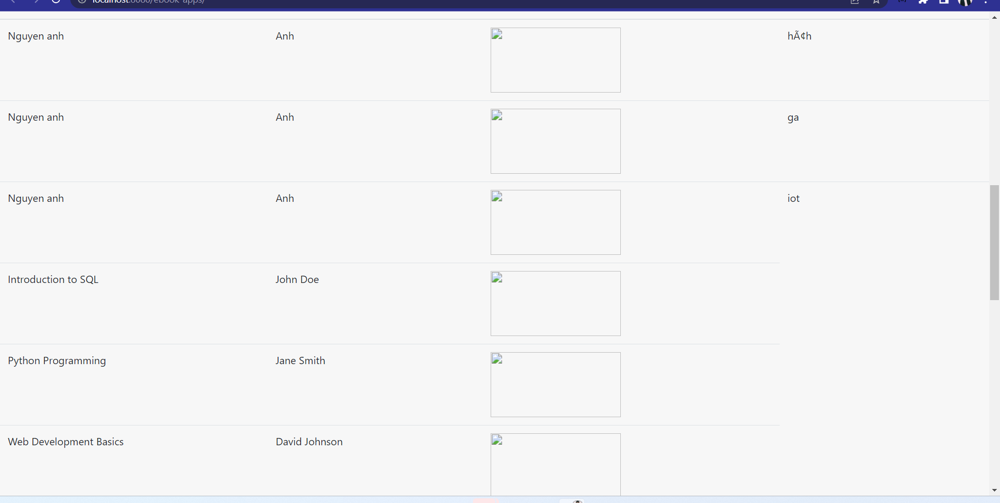 localhost:8080/ebook-apps/
Nguyen anh Anh hÃ¢h
Nguyen anh Anh ga
Nguyen anh Anh iot
Introduction to SQL John Doe
Python Programming Jane Smith
Web Development Basics David Johnson